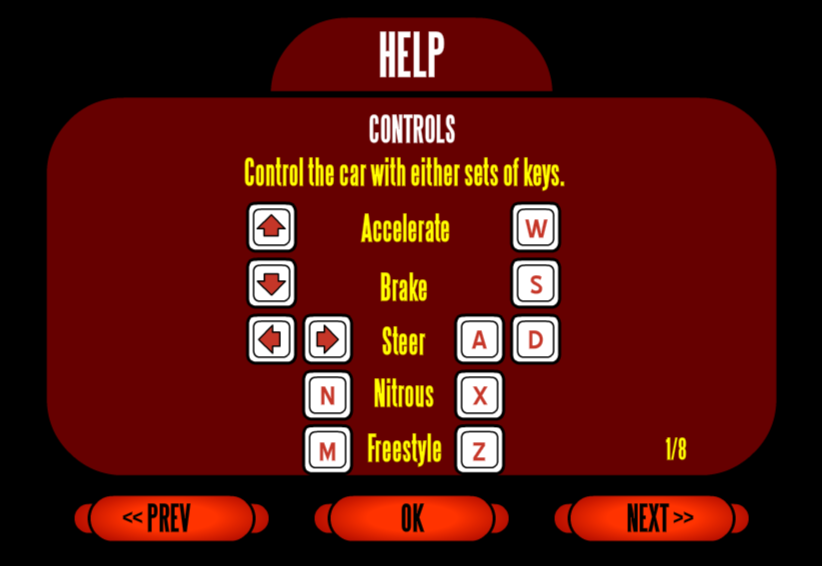 HELP
CONTROLS
Control the car with either sets of keys.
Accelerate W
Brake S
Steer A D
N Nitrous X
M Freestyle Z
1/8
<< PREV OK NEXT >>